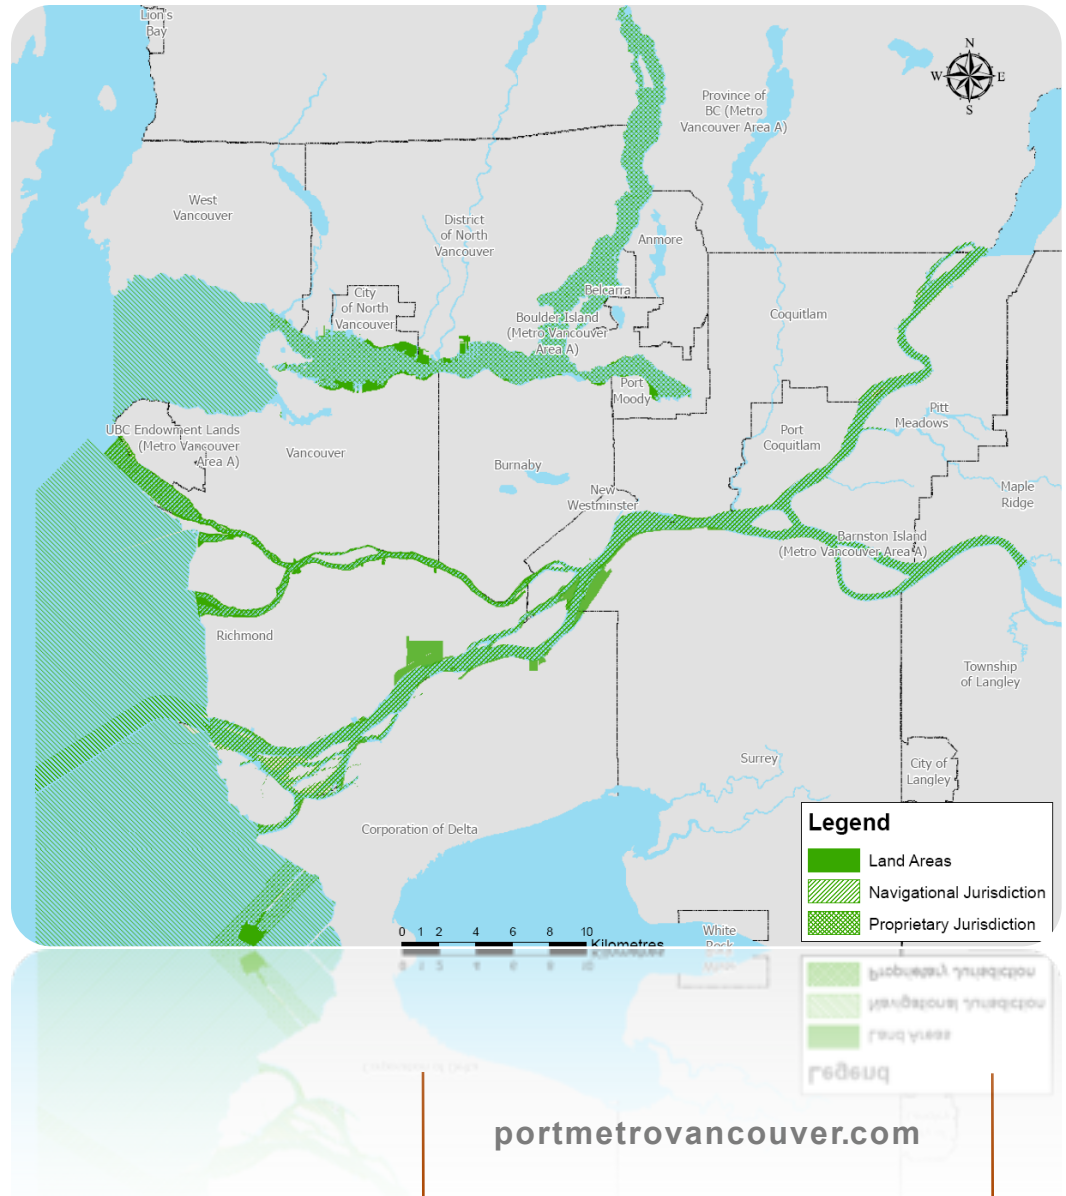 Lion's
Bay
N
W
E
S
Province of
BC (Metro
Vancouver Area A)
West
Vancouver
District
of North
Vancouver
Anmore
City
of North
Vancouver
Belcarra
Boulder Island
(Metro Vancouver
Area A)
Coquitlam
Port
Moody
Pitt
Meadows
UBC Endowment Lands
(Metro Vancouver
Area A)
Vancouver
Port
Coquitlam
Burnaby
New
Westminster
Maple
Ridge
Barnston Island
(Metro Vancouver Area A)
Richmond
Township
of Langley
Surrey
City of
Langley
Corporation of Delta
Legend
Land Areas
Navigational Jurisdiction
Proprietary Jurisdiction
White
Rock
0 1 2 4 6 8 10
Kilometres
portmetrovancouver.com